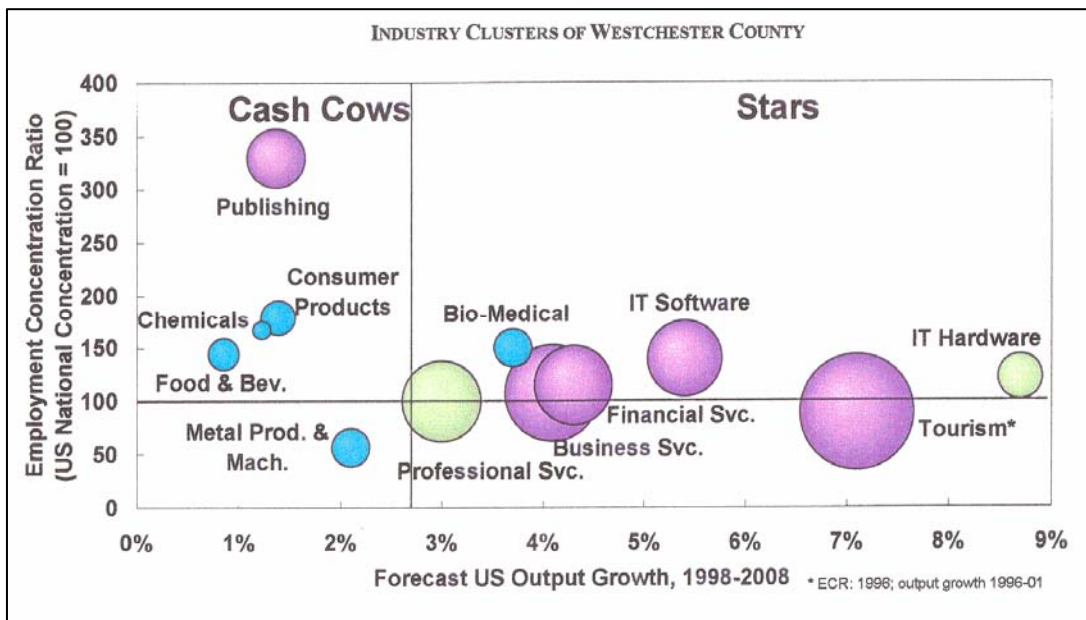 INDUSTRY CLUSTERS OF WESTCHESTER COUNTY
Employment Concentration Ratio
(US National Concentration = 100)
400
350
300
250
200
150
100
50
0
Cash Cows
Stars
Publishing
Consumer
Products
Chemicals
Food & Bev.
Metal Prod. &
Mach.
Bio-Medical
IT Software
IT Hardware
Financial Svc.
Business Svc.
Professional Svc.
Tourism*
0%
1%
2%
3%
4%
5%
6%
7%
8%
9%
Forecast US Output Growth, 1998-2008
* ECR: 1996; output growth 1996-01